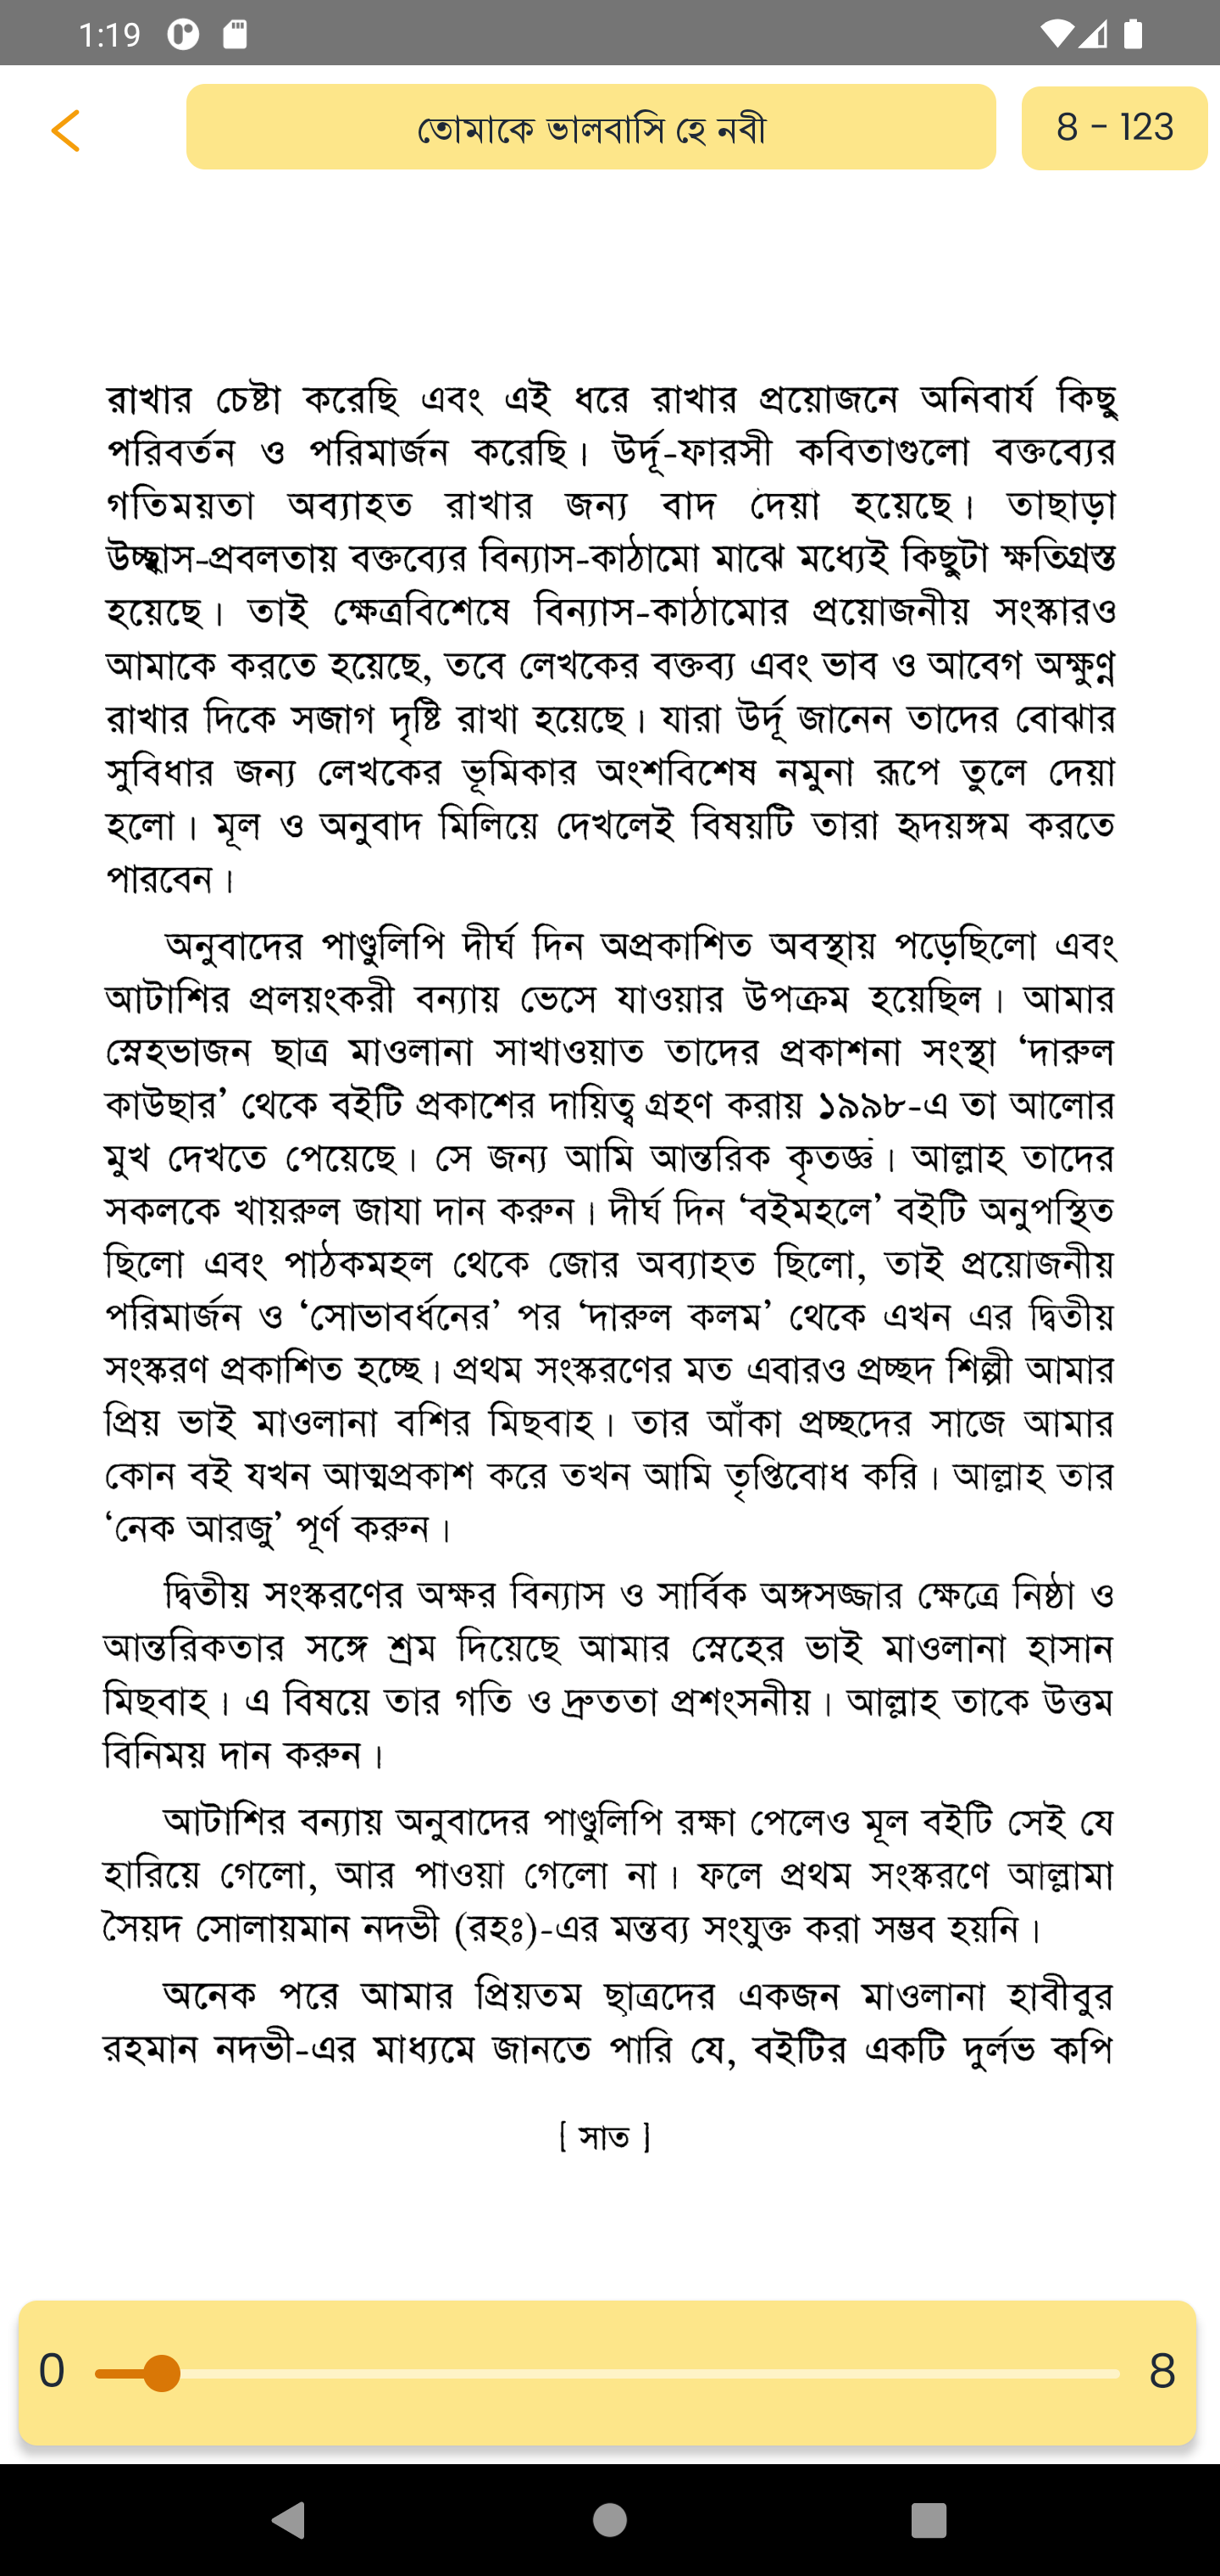 1:19
তোমাকে ভালবাসি হে নবী
8 - 123
রাখার চেষ্টা করেছি এবং এই ধরে রাখার প্রয়োজনে অনিবার্য কিছু
পরিবর্তন ও পরিমার্জন করেছি। উর্দূ-ফারসী কবিতাগুলো বক্তব্যের
গতিময়তা অব্যাহত রাখার জন্য বাদ দেয়া হয়েছে। তাছাড়া
উচ্ছ্বাস-প্রবলতায় বক্তব্যের বিন্যাস-কাঠামো মাঝে মধ্যেই কিছুটা ক্ষতিগ্রস্ত
হয়েছে। তাই ক্ষেত্রবিশেষে বিন্যাস-কাঠামোর প্রয়োজনীয় সংস্কারও
আমাকে করতে হয়েছে, তবে লেখকের বক্তব্য এবং ভাব ও আবেগ অক্ষুণ্ন
রাখার দিকে সজাগ দৃষ্টি রাখা হয়েছে। যারা উর্দূ জানেন তাদের বোঝার
সুবিধার জন্য লেখকের ভূমিকার অংশবিশেষ নমুনা রূপে তুলে দেয়া
হলো। মূল ও অনুবাদ মিলিয়ে দেখলেই বিষয়টি তারা হৃদয়ঙ্গম করতে
পারবেন।
অনুবাদের পাণ্ডুলিপি দীর্ঘ দিন অপ্রকাশিত অবস্থায় পড়েছিলো এবং
আটাশির প্রলয়ংকরী বন্যায় ভেসে যাওয়ার উপক্রম হয়েছিল। আমার
স্নেহভাজন ছাত্র মাওলানা সাখাওয়াত তাদের প্রকাশনা সংস্থা ‘দারুল
কাউছার’ থেকে বইটি প্রকাশের দায়িত্ব গ্রহণ করায় ১৯৯৮-এ তা আলোর
মুখ দেখতে পেয়েছে। সে জন্য আমি আন্তরিক কৃতজ্ঞ। আল্লাহ তাদের
সকলকে খায়রুল জাযা দান করুন। দীর্ঘ দিন ‘বইমহলে’ বইটি অনুপস্থিত
ছিলো এবং পাঠকমহল থেকে জোর অব্যাহত ছিলো, তাই প্রয়োজনীয়
পরিমার্জন ও ‘সোভাবর্ধনের’ পর ‘দারুল কলম’ থেকে এখন এর দ্বিতীয়
সংস্করণ প্রকাশিত হচ্ছে। প্রথম সংস্করণের মত এবারও প্রচ্ছদ শিল্পী আমার
প্রিয় ভাই মাওলানা বশির মিছবাহ। তার আঁকা প্রচ্ছদের সাজে আমার
কোন বই যখন আত্মপ্রকাশ করে তখন আমি তৃপ্তিবোধ করি। আল্লাহ তার
‘নেক আরজু’ পূর্ণ করুন।
দ্বিতীয় সংস্করণের অক্ষর বিন্যাস ও সার্বিক অঙ্গসজ্জার ক্ষেত্রে নিষ্ঠা ও
আন্তরিকতার সঙ্গে শ্রম দিয়েছে আমার স্নেহের ভাই মাওলানা হাসান
মিছবাহ। এ বিষয়ে তার গতি ও দ্রুততা প্রশংসনীয়। আল্লাহ তাকে উত্তম
বিনিময় দান করুন।
আটাশির বন্যায় অনুবাদের পাণ্ডুলিপি রক্ষা পেলেও মূল বইটি সেই যে
হারিয়ে গেলো, আর পাওয়া গেলো না। ফলে প্রথম সংস্করণে আল্লামা
সৈয়দ সোলায়মান নদভী (রহঃ)-এর মন্তব্য সংযুক্ত করা সম্ভব হয়নি।
অনেক পরে আমার প্রিয়তম ছাত্রদের একজন মাওলানা হাবীবুর
রহমান নদভী-এর মাধ্যমে জানতে পারি যে, বইটির একটি দুর্লভ কপি
[ সাত ]
0
8